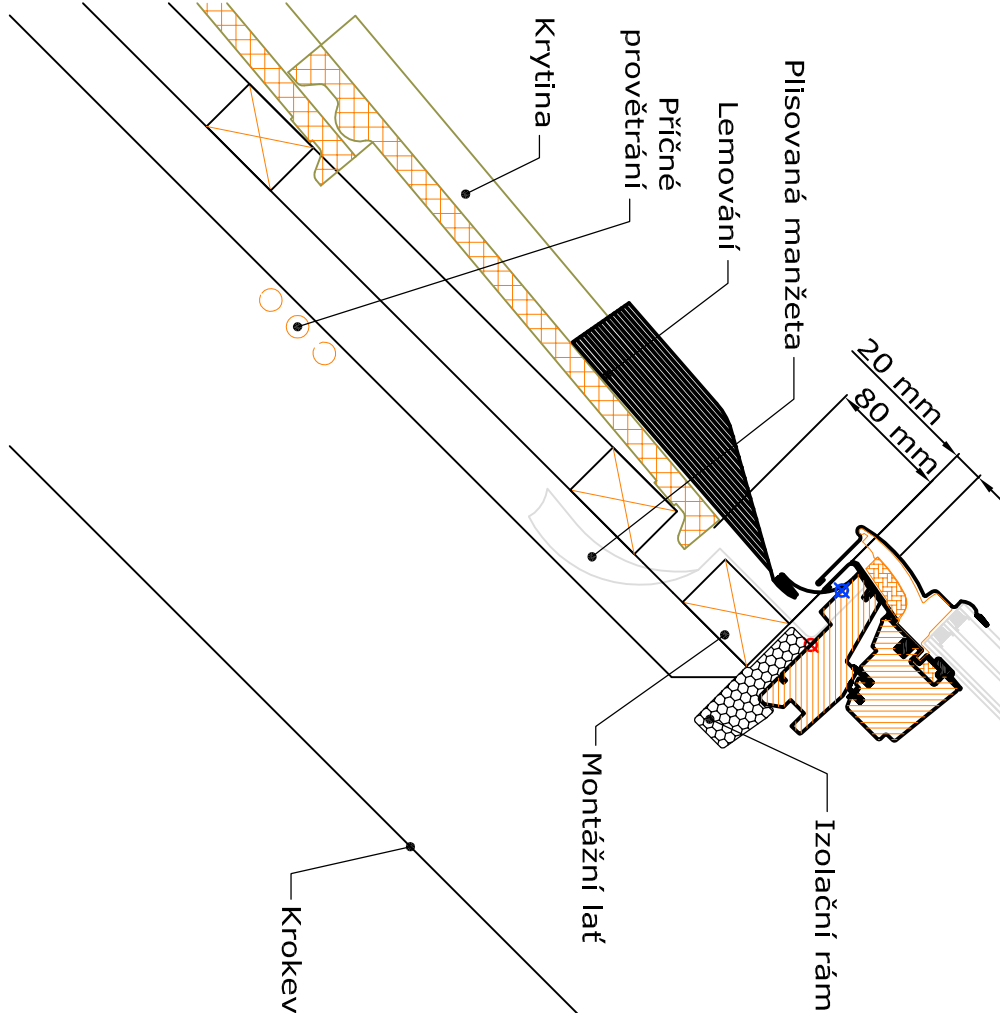 Krytina
Příčné
provětrání
Lemování
Plisovaná manžeta
20 mm
80 mm
Montážní lať
Izolační rám
Krokev